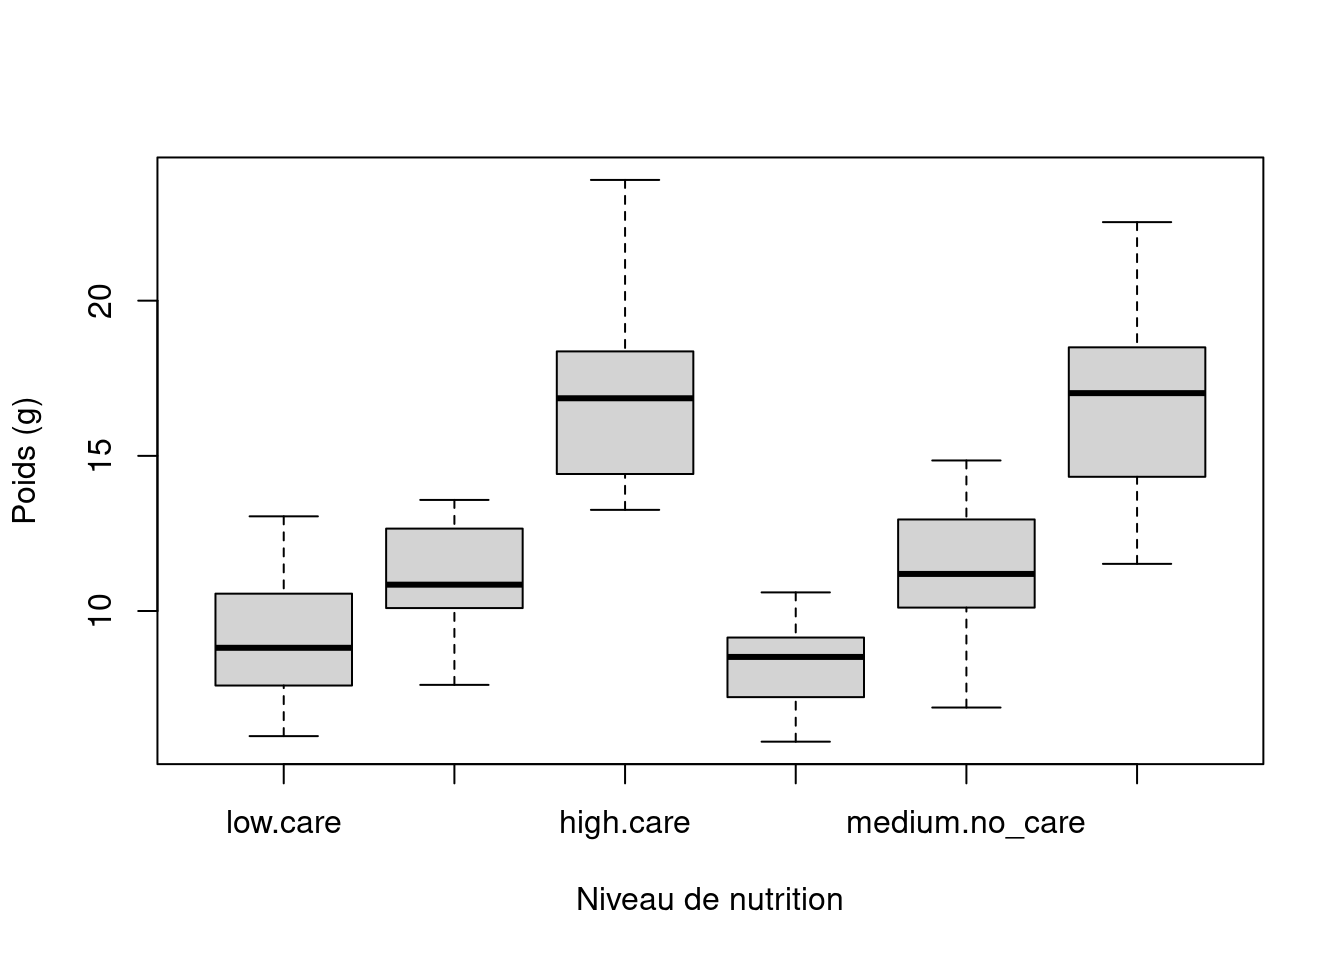 Poids (g)
20
15
10
low.care high.care medium.no_care
Niveau de nutrition